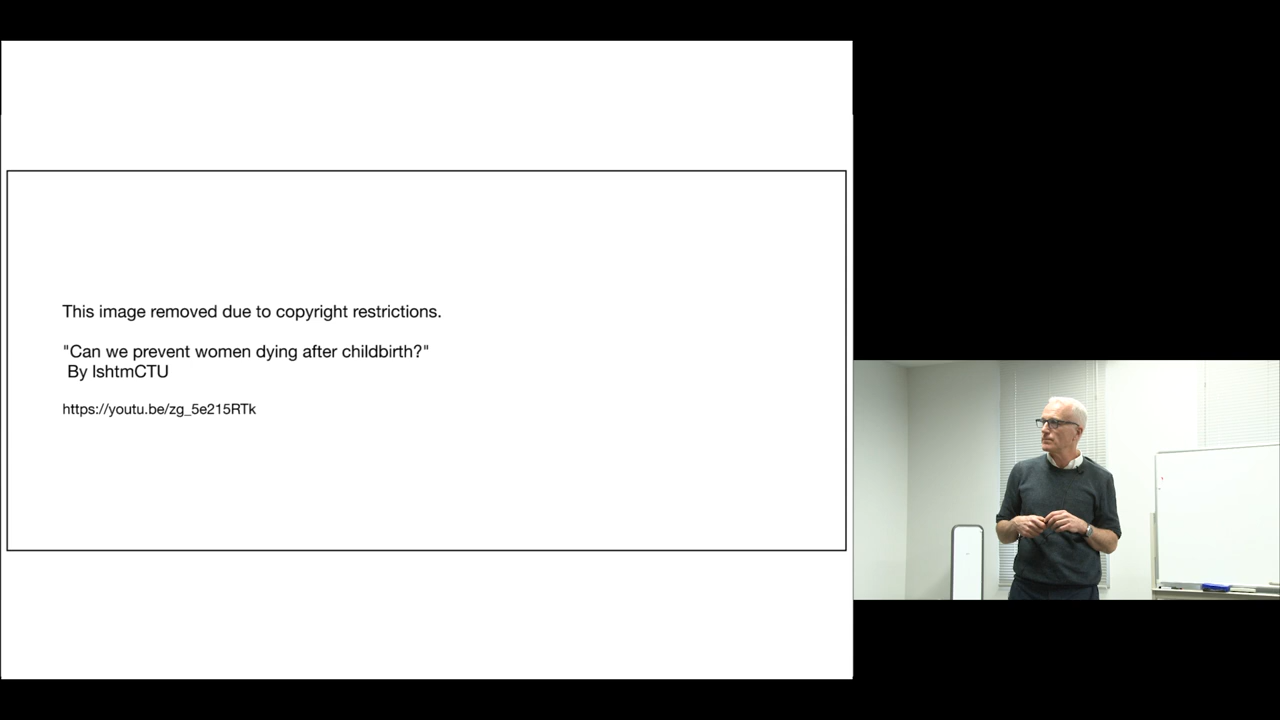 This image removed due to copyright restrictions.
"Can we prevent women dying after childbirth?"
By lshtmCTU
https://youtu.be/zg_5e215RTk